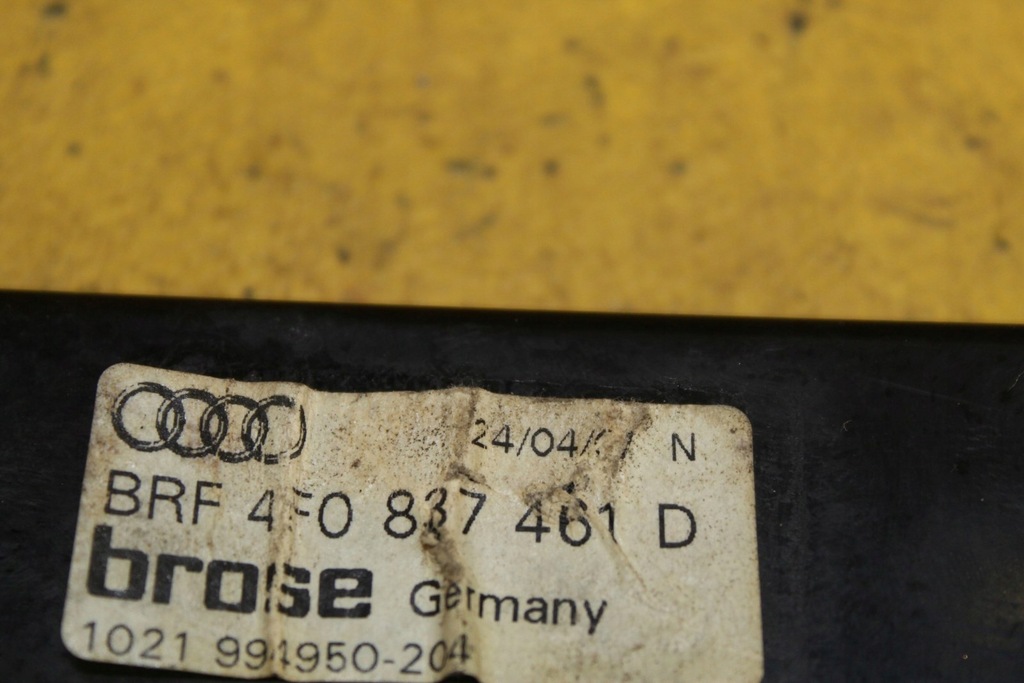 N
BRF 4F0 837 461 D
brose Germany
1021 994950-204